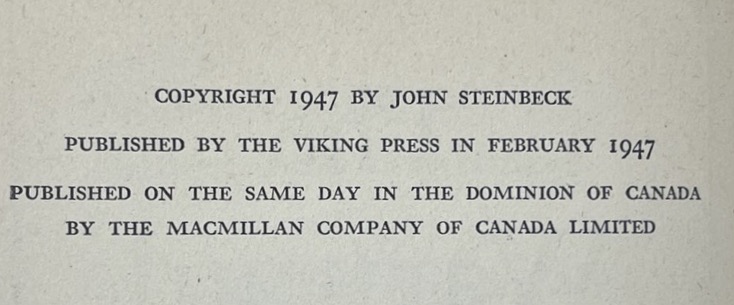 COPYRIGHT 1947 BY JOHN STEINBECK
PUBLISHED BY THE VIKING PRESS IN FEBRUARY 1947
PUBLISHED ON THE SAME DAY IN THE DOMINION OF CANADA
BY THE MACMILLAN COMPANY OF CANADA LIMITED